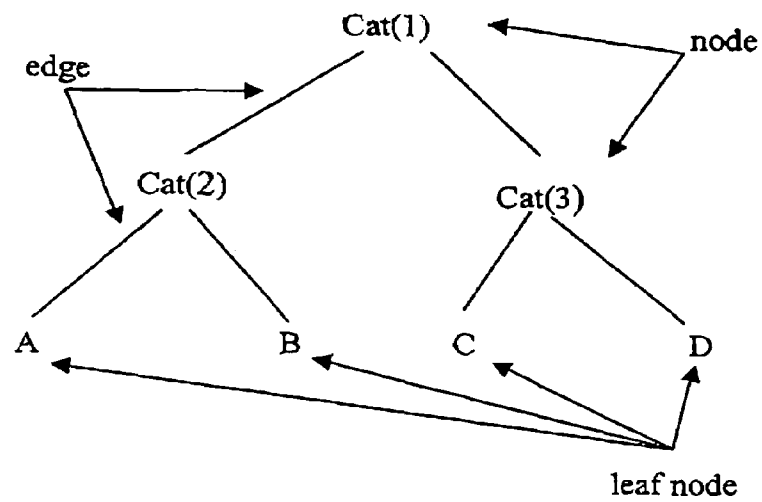 Cat(1)
node
edge
Cat(2)
Cat(3)
A
B
C
D
leaf node